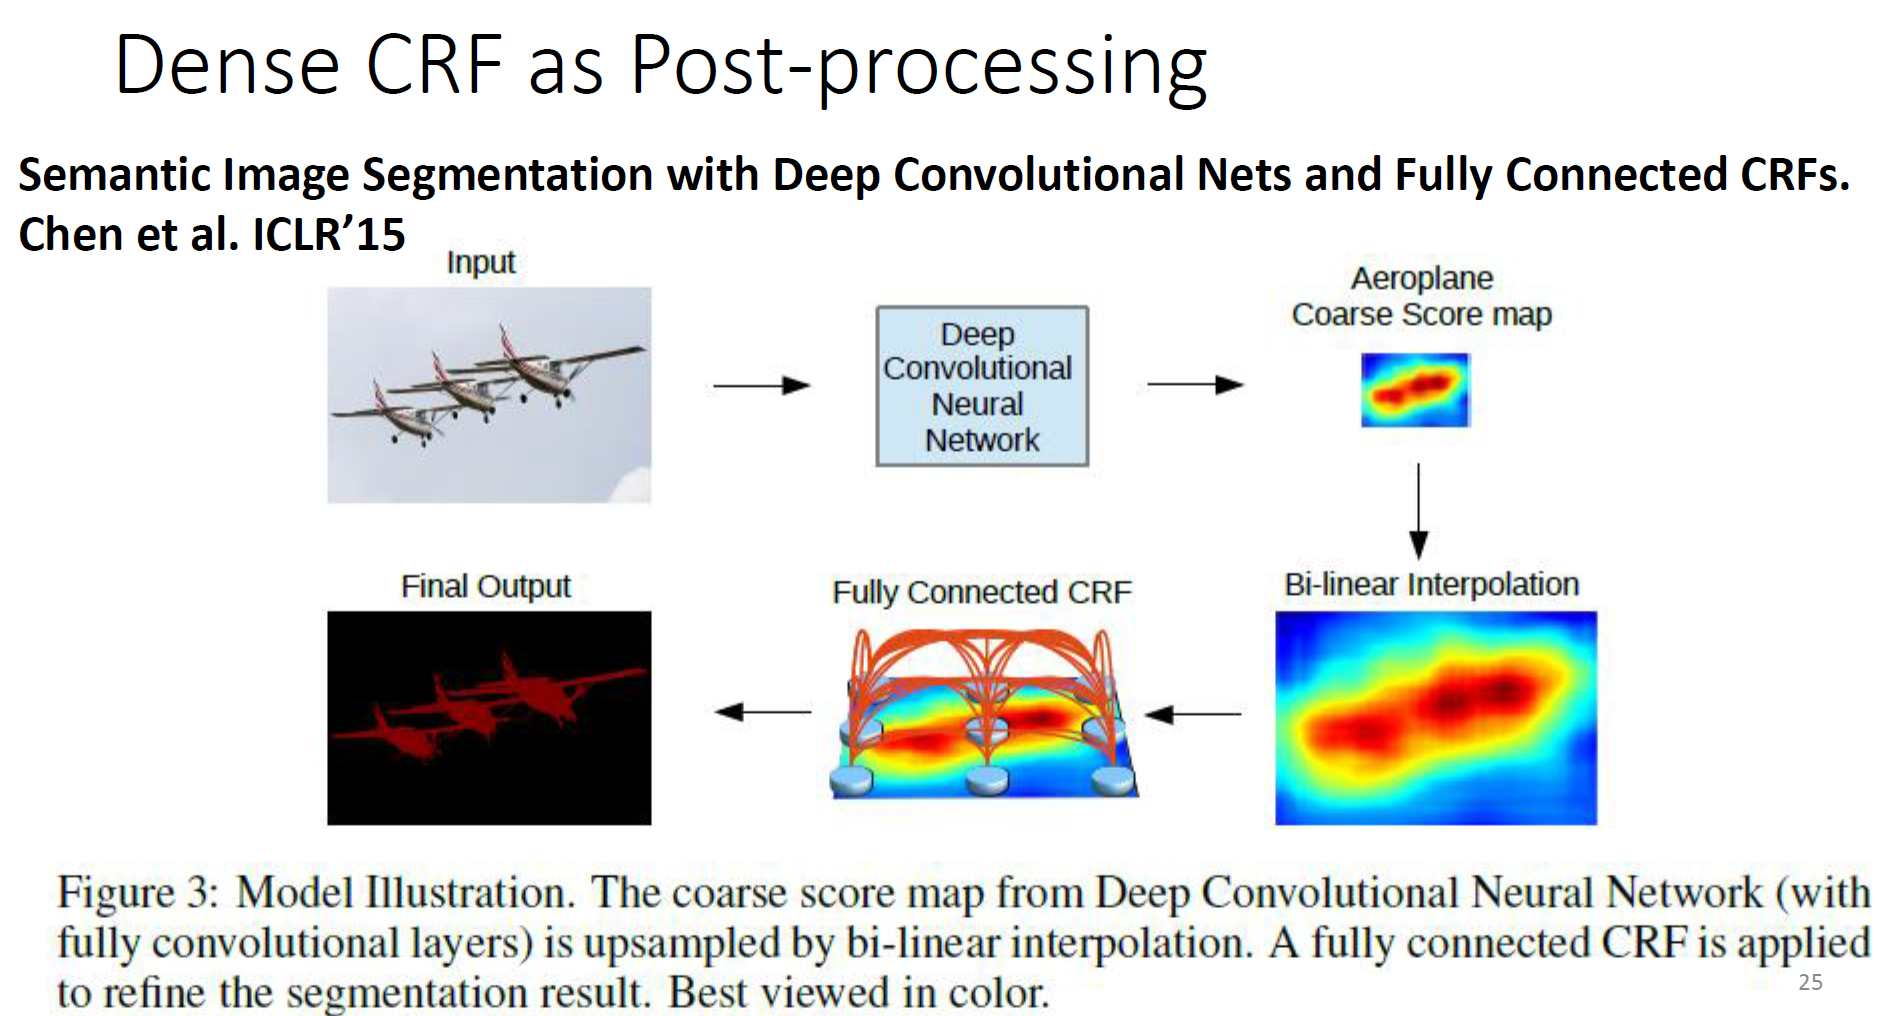 Dense CRF as Post-processing
Semantic Image Segmentation with Deep Convolutional Nets and Fully Connected CRFs.
Chen et al. ICLR’15
Input
Deep
Convolutional
Neural
Network
Aeroplane
Coarse Score map
Final Output
Fully Connected CRF
Bi-linear Interpolation
Figure 3: Model Illustration. The coarse score map from Deep Convolutional Neural Network (with
fully convolutional layers) is upsampled by bi-linear interpolation. A fully connected CRF is applied
to refine the segmentation result. Best viewed in color.
25